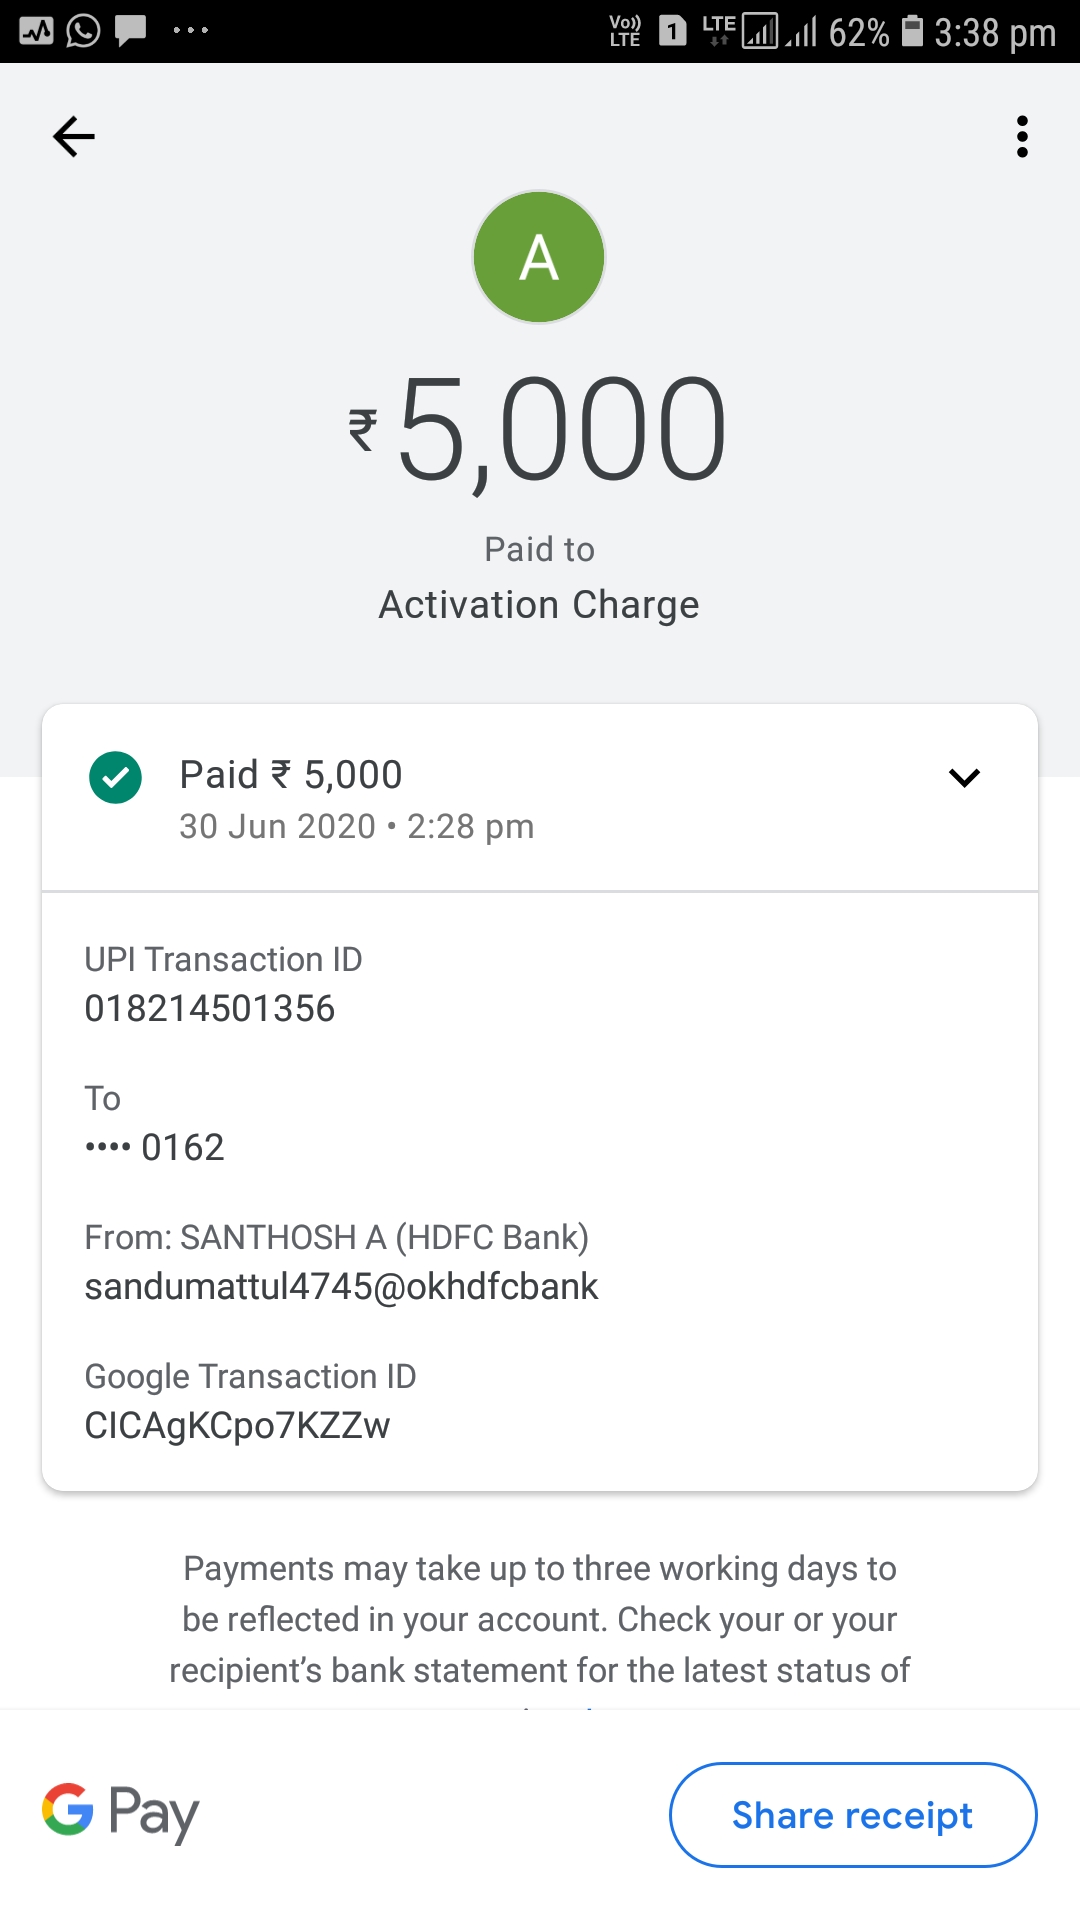 Vo))
LTE
1
LTE
62%
3:38 pm
A
₹5,000
Paid to
Activation Charge
Paid ₹ 5,000
30 Jun 2020 • 2:28 pm
UPI Transaction ID
018214501356
To
•••• 0162
From: SANTHOSH A (HDFC Bank)
sandumattul4745@okhdfcbank
Google Transaction ID
CICAgKCpo7KZZw
Payments may take up to three working days to
be reflected in your account. Check your or your
recipient's bank statement for the latest status of
G Pay
Share receipt